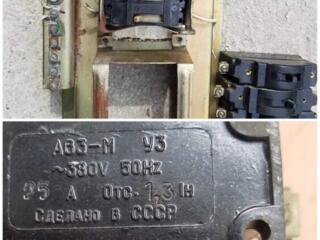 АВЗ-М УЗ
~380V 50HZ
25 А Отс. 1,3 Iн
СДЕЛАНО В СССР